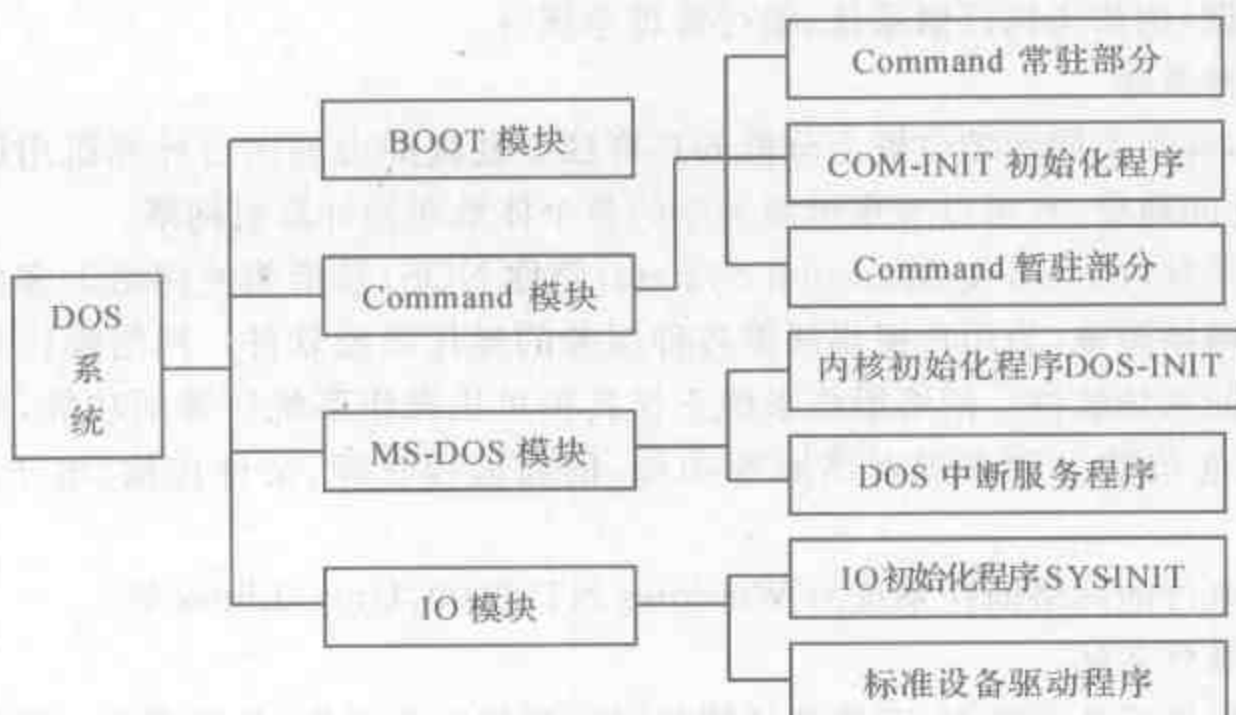 DOS
系
统
BOOT 模块
Command 模块
MS-DOS 模块
IO 模块
Command 常驻部分
COM-INIT 初始化程序
Command 暂驻部分
内核初始化程序DOS-INIT
DOS 中断服务程序
IO初始化程序SYSINIT
标准设备驱动程序